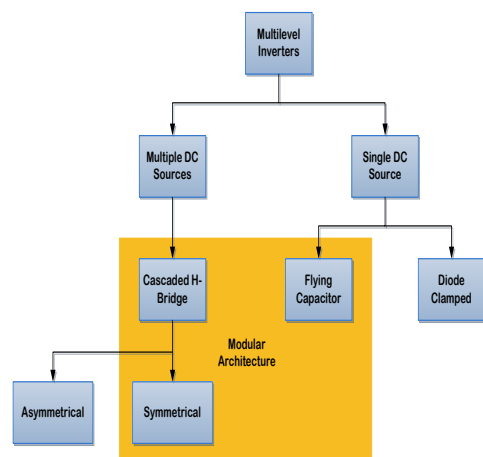 Multilevel
Inverters
Multiple DC
Sources
Single DC
Source
Cascaded H-
Bridge
Flying
Capacitor
Diode
Clamped
Modular
Architecture
Asymmetrical
Symmetrical